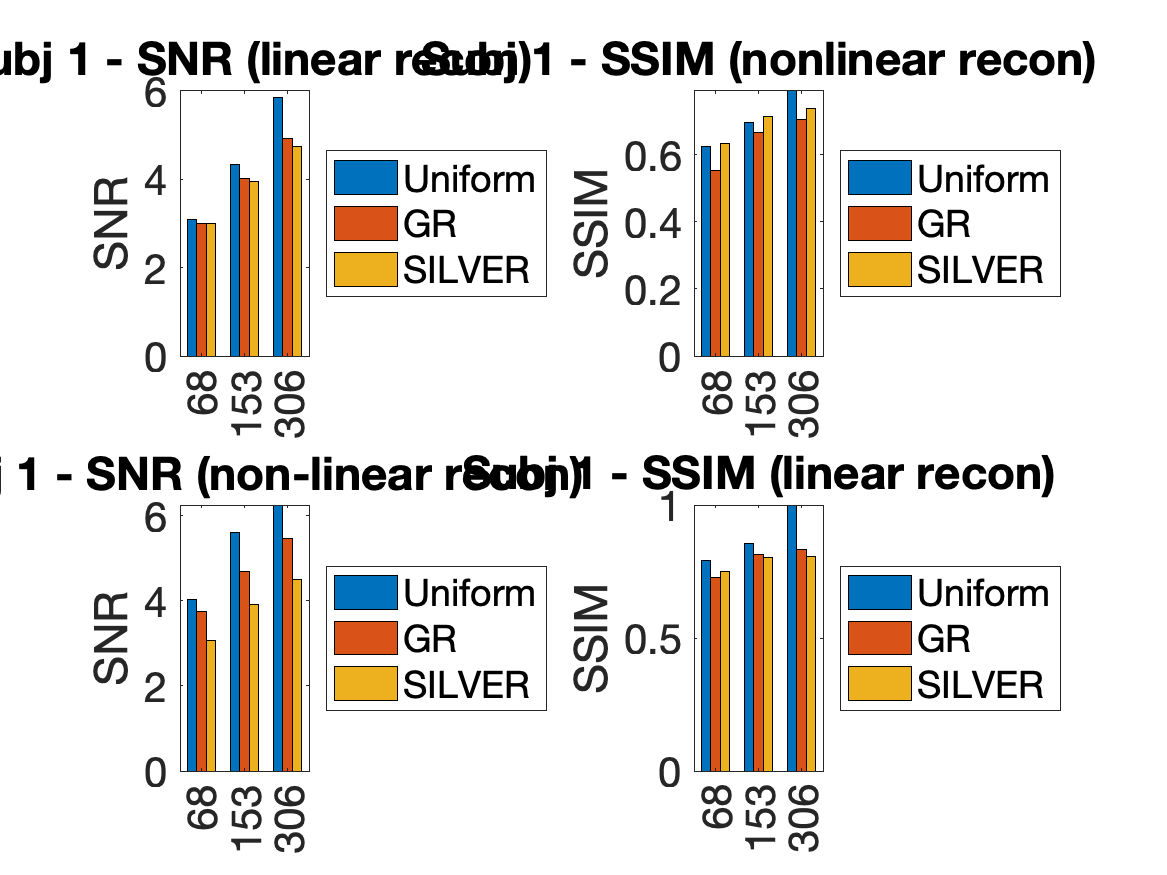 ubj 1 - SNR (linear recon)
Subj 1 - SSIM (nonlinear recon)
6
4
2
0
SNR
68
153
306
Uniform
GR
SILVER
0.6
0.4
0.2
0
SSIM
68
153
306
Uniform
GR
SILVER
j 1 - SNR (non-linear recon)
Subj 1 - SSIM (linear recon)
6
4
2
0
SNR
68
153
306
Uniform
GR
SILVER
1
0.5
0
SSIM
68
153
306
Uniform
GR
SILVER